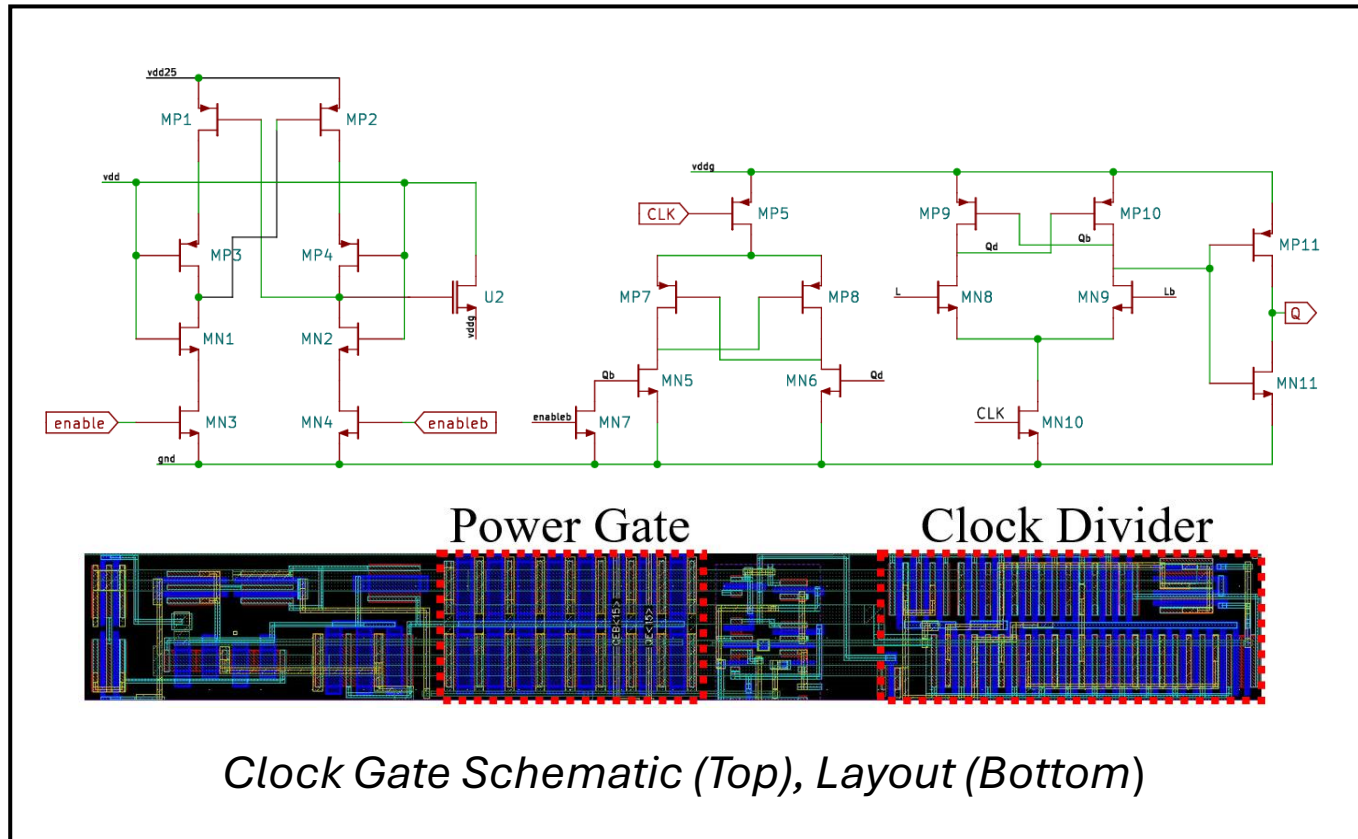 vdd25
MP1
MP2
vdd
MP3
MP4
U2
vddg
MN1
MN2
enable
MN3
MN4
enableb
gnd
vddg
CLK
MP5
MP7
MP8
Qb
MN5
MN6
Qd
enableb
MN7
MP9
MP10
Qd
Qb
MP11
L
MN8
MN9
Lb
Q
CLK
MN10
MN11
Power Gate
Clock Divider
Clock Gate Schematic (Top), Layout (Bottom)